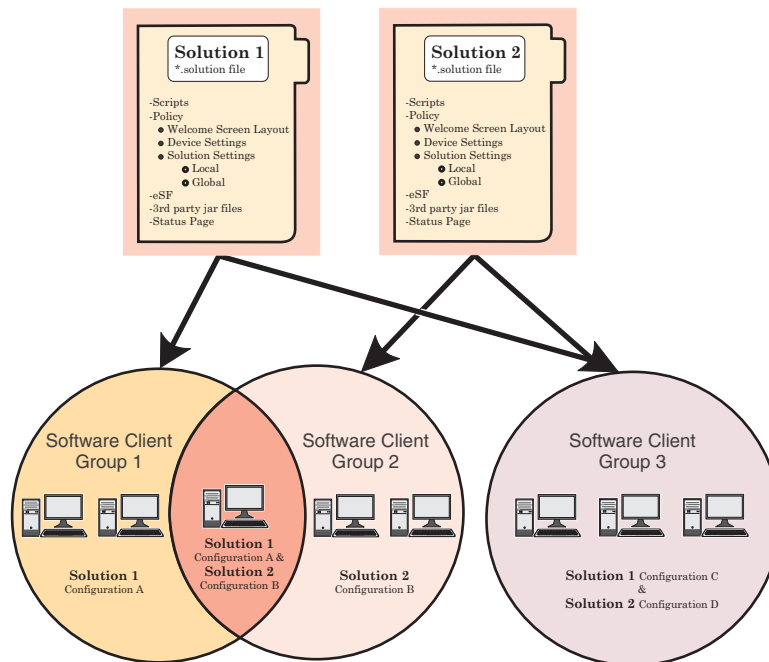 Solution 1
*.solution file
-Scripts
-Policy
Welcome Screen Layout
Device Settings
Solution Settings
Local
Global
-eSF
-3rd party jar files
-Status Page
Solution 2
*.solution file
-Scripts
-Policy
Welcome Screen Layout
Device Settings
Solution Settings
Local
Global
-eSF
-3rd party jar files
-Status Page
Software Client
Group 1
Solution 1
Configuration A
Solution 1
Configuration A &
Solution 2
Configuration B
Software Client
Group 2
Solution 2
Configuration B
Software Client
Group 3
Solution 1 Configuration C
&
Solution 2 Configuration D